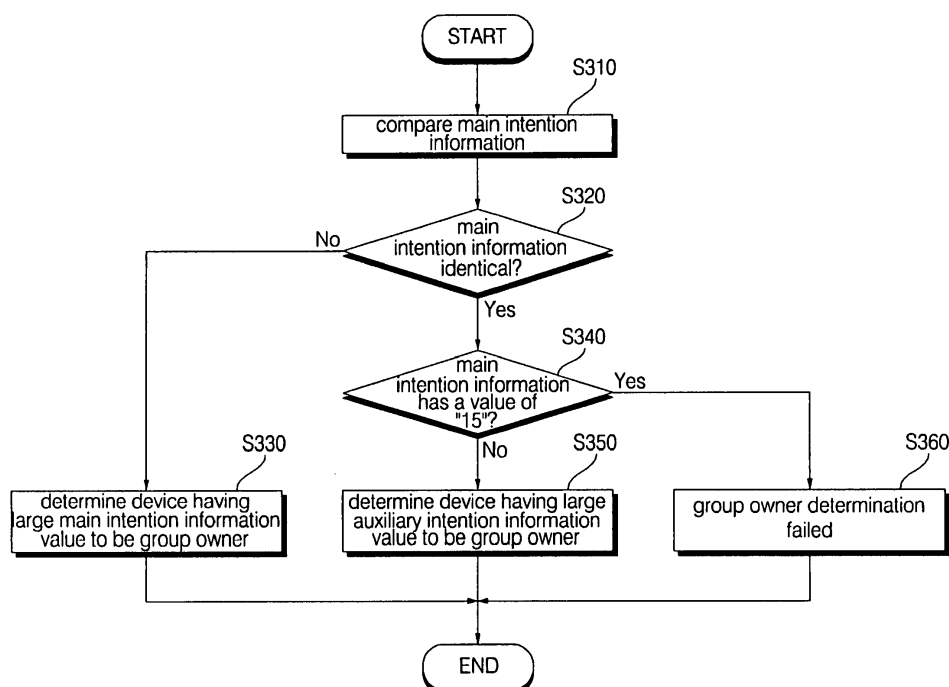 START
S310
compare main intention
information
S320
main
intention information
identical?
No
Yes
S340
main
intention information
has a value of
"15"?
Yes
No
S330
determine device having
large main intention information
value to be group owner
S350
determine device having large
auxiliary intention information
value to be group owner
S360
group owner determination
failed
END